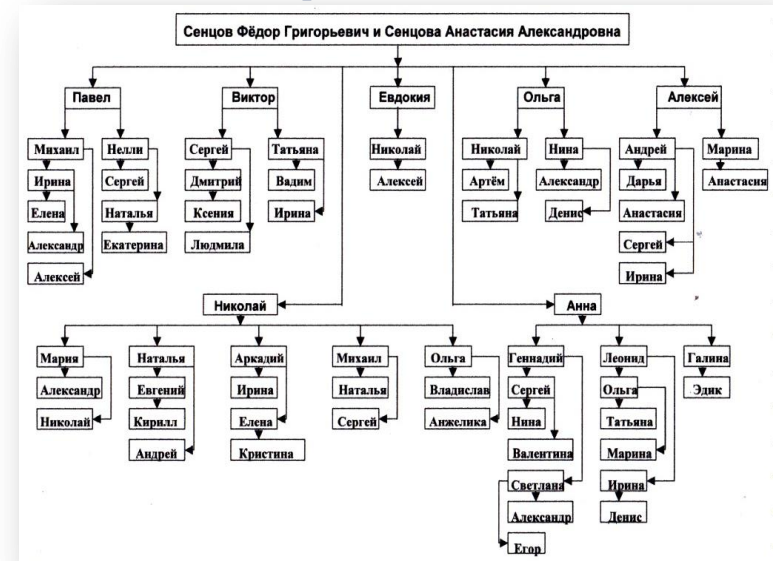 Сенцов Фёдор Григорьевич и Сенцова Анастасия Александровна
Павел
Виктор
Евдокия
Ольга
Алексей
Михаил
Нелли
Сергей
Татьяна
Николай
Николай
Нина
Андрей
Марина
Ирина
Сергей
Дмитрий
Вадим
Алексей
Артём
Александр
Дарья
Анастасия
Елена
Наталья
Ксения
Ирина
Татьяна
Денис
Анастасия
Александр
Екатерина
Людмила
Сергей
Алексей
Ирина
Николай
Анна
Мария
Наталья
Аркадий
Михаил
Ольга
Геннадий
Леонид
Галина
Александр
Евгений
Ирина
Наталья
Владислав
Сергей
Ольга
Эдик
Николай
Кирилл
Елена
Сергей
Анжелика
Нина
Татьяна
Андрей
Кристина
Валентина
Марина
Светлана
Ирина
Александр
Денис
Егор